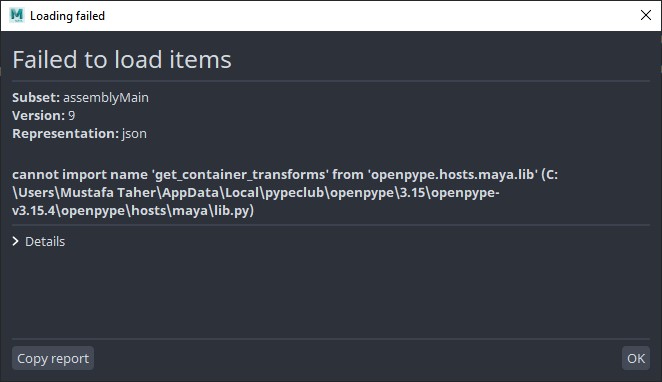 Loading failed
Failed to load items
Subset: assemblyMain
Version: 9
Representation: json
cannot import name 'get_container_transforms' from 'openpype.hosts.maya.lib' (C:
\Users\Mustafa Taher\AppData\Local\pypeclub\openpype\3.15\openpype-
v3.15.4\openpype\hosts\maya\lib.py)
Details
Copy report
OK